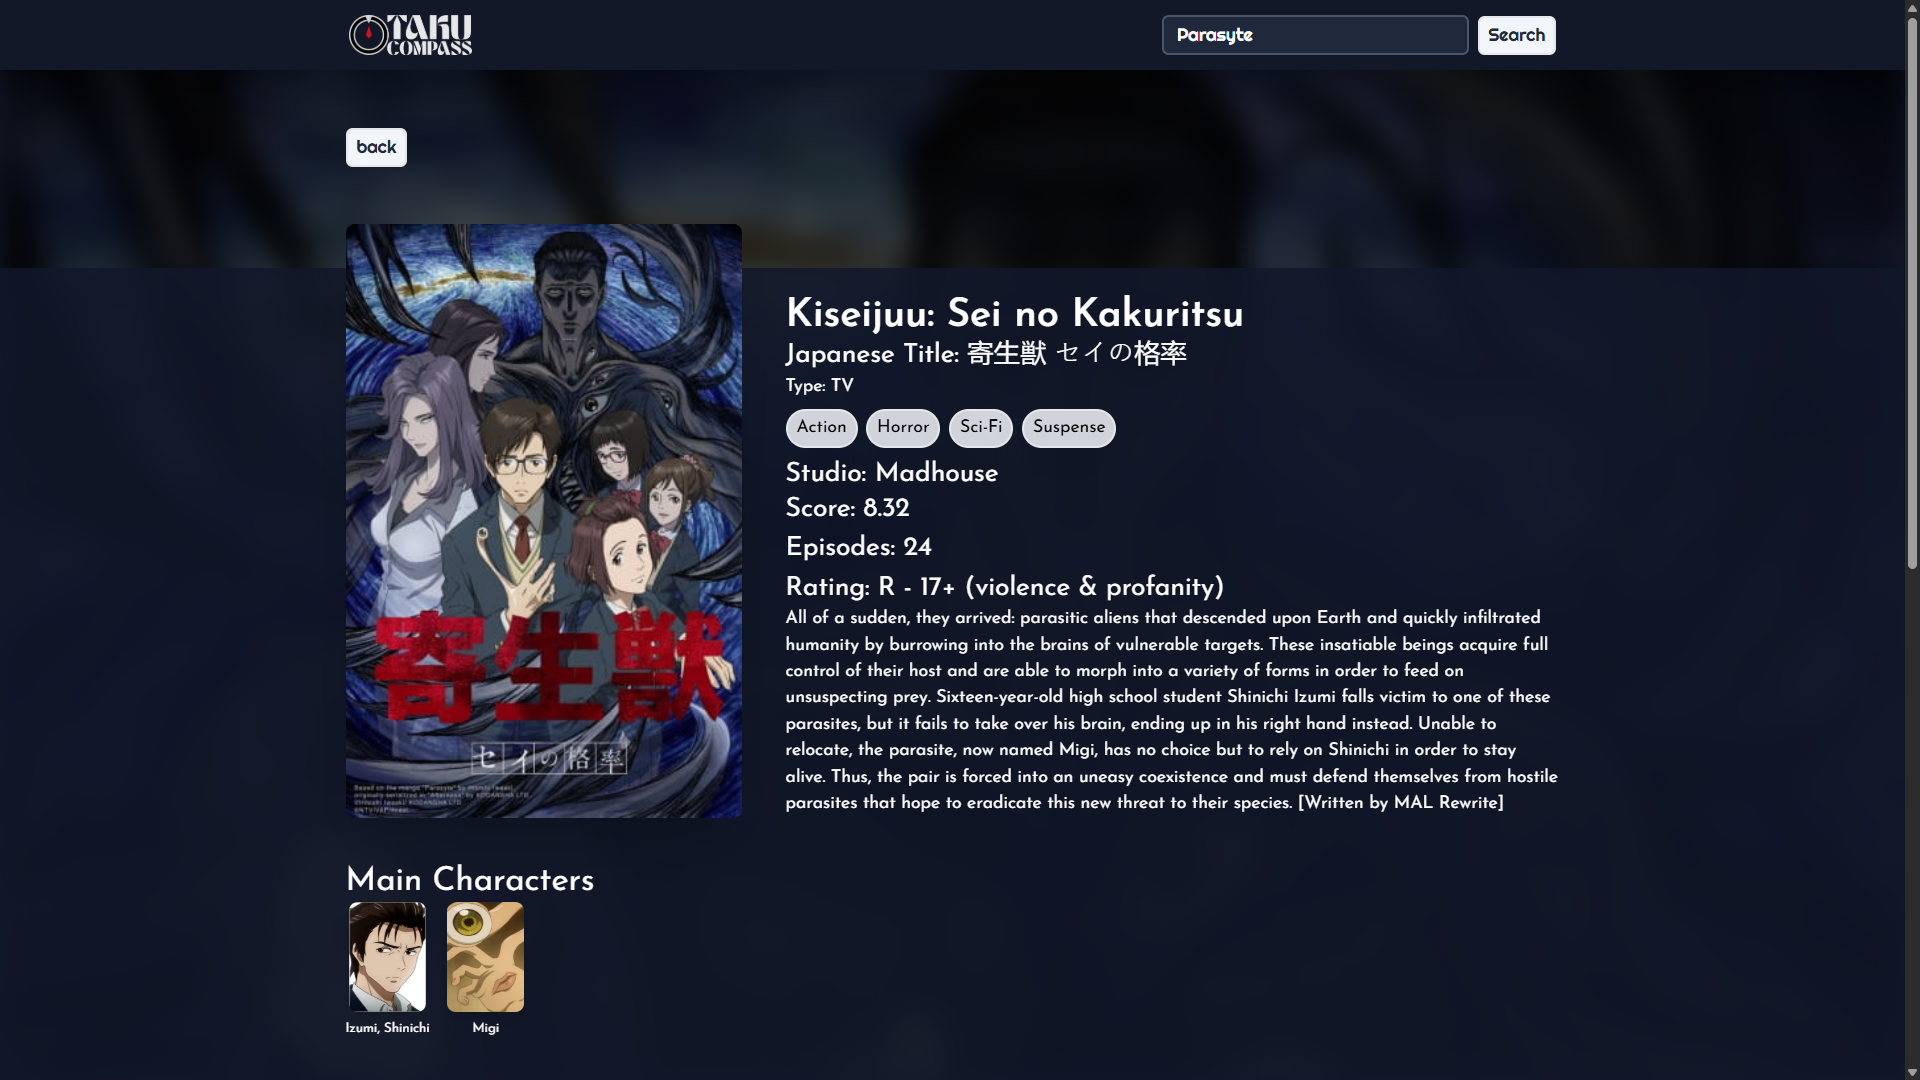 OTAKU
COMPASS
Parasyte
Search
back
寄生獣
セイの格率
Kiseijuu: Sei no Kakuritsu
Japanese Title: 寄生獣 セイの格率
Type: TV
Action
Horror
Sci-Fi
Suspense
Studio: Madhouse
Score: 8.32
Episodes: 24
Rating: R - 17+ (violence & profanity)
All of a sudden, they arrived: parasitic aliens that descended upon Earth and quickly infiltrated
humanity by burrowing into the brains of vulnerable targets. These insatiable beings acquire full
control of their host and are able to morph into a variety of forms in order to feed on
unsuspecting prey. Sixteen-year-old high school student Shinichi Izumi falls victim to one of these
parasites, but it fails to take over his brain, ending up in his right hand instead. Unable to
relocate, the parasite, now named Migi, has no choice but to rely on Shinichi in order to stay
alive. Thus, the pair is forced into an uneasy coexistence and must defend themselves from hostile
parasites that hope to eradicate this new threat to their species. [Written by MAL Rewrite]
Main Characters
Izumi, Shinichi
Migi